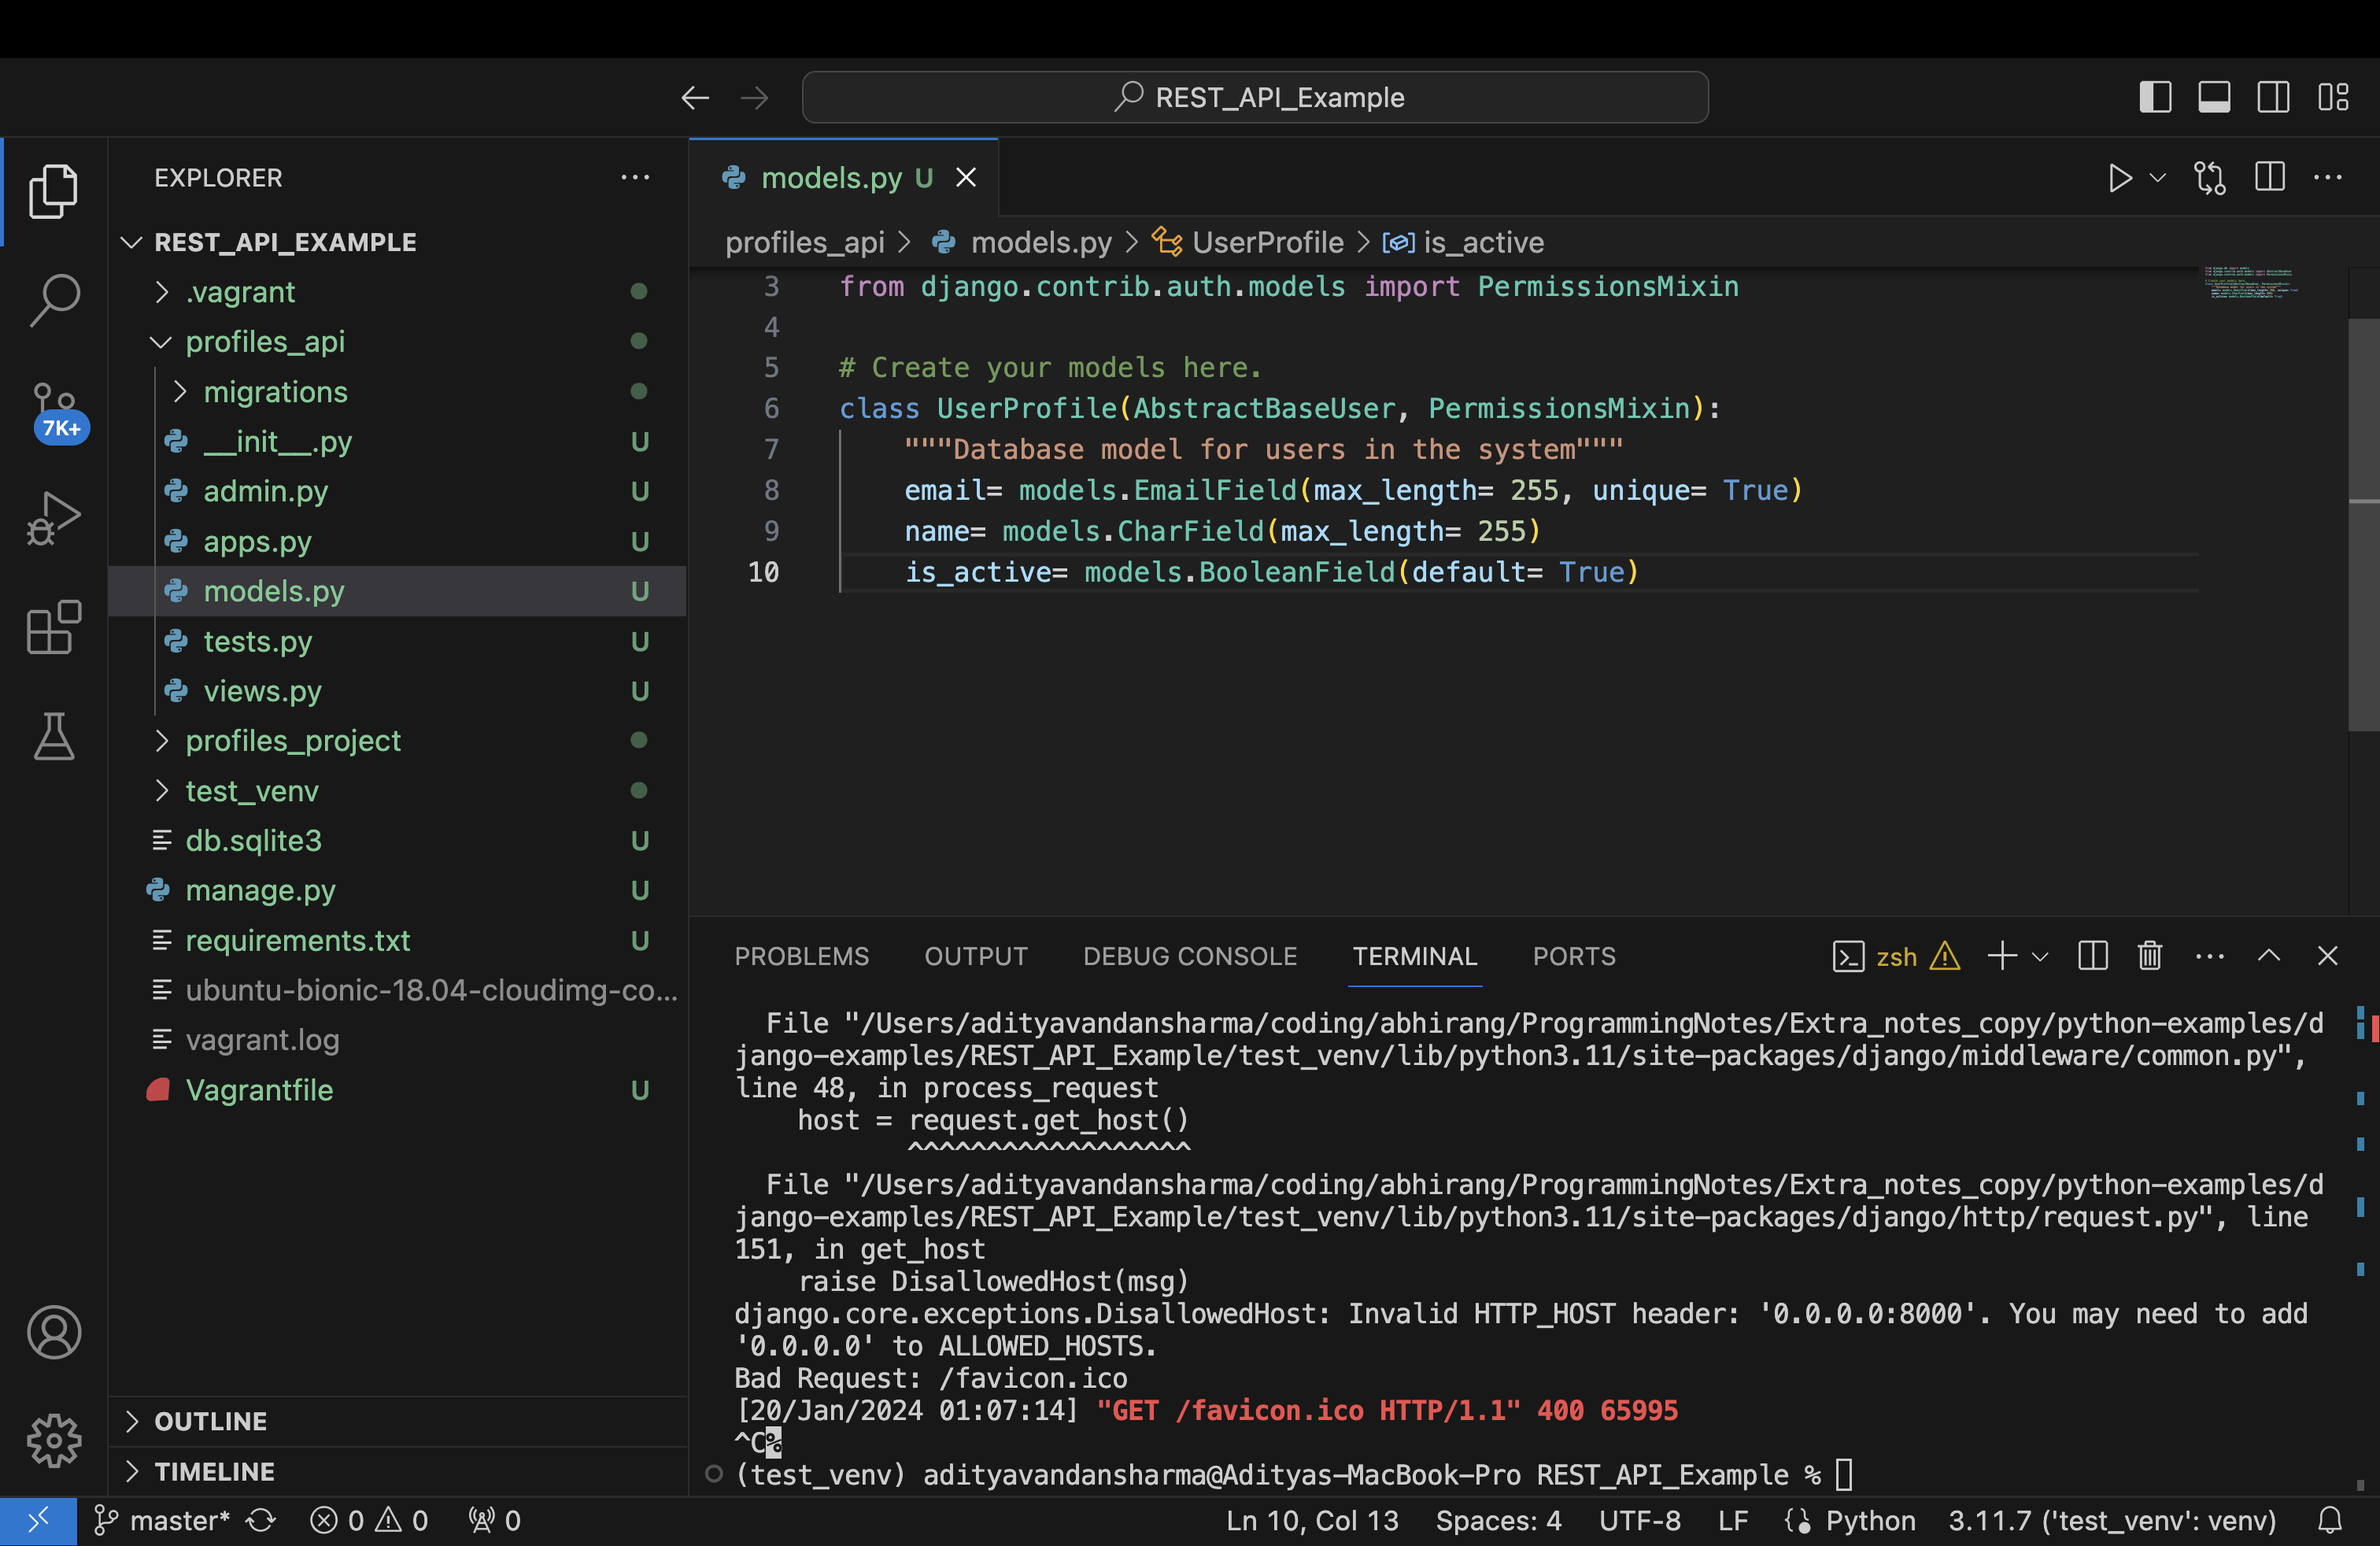 REST_API_Example
EXPLORER
REST_API_EXAMPLE
.vagrant
profiles_api
migrations
__init__.py U
admin.py U
apps.py U
models.py U
tests.py U
views.py U
profiles_project
test_venv
db.sqlite3 U
manage.py U
requirements.txt U
ubuntu-bionic-18.04-cloudimg-co...
vagrant.log
Vagrantfile U
OUTLINE
TIMELINE
7K+
models.py U
profiles_api > models.py > UserProfile > is_active
3 from django.contrib.auth.models import PermissionsMixin
4
5 # Create your models here.
6 class UserProfile(AbstractBaseUser, PermissionsMixin):
7 """Database model for users in the system"""
8 email= models.EmailField(max_length= 255, unique= True)
9 name= models.CharField(max_length= 255)
10 is_active= models.BooleanField(default= True)
PROBLEMS OUTPUT DEBUG CONSOLE TERMINAL PORTS zsh
File "/Users/adityavandansharma/coding/abhirang/ProgrammingNotes/Extra_notes_copy/python-examples/d
jango-examples/REST_API_Example/test_venv/lib/python3.11/site-packages/django/middleware/common.py",
line 48, in process_request
host = request.get_host()
^^^^^^^^^^^^^^^^^^
File "/Users/adityavandansharma/coding/abhirang/ProgrammingNotes/Extra_notes_copy/python-examples/d
jango-examples/REST_API_Example/test_venv/lib/python3.11/site-packages/django/http/request.py", line
151, in get_host
raise DisallowedHost(msg)
django.core.exceptions.DisallowedHost: Invalid HTTP_HOST header: '0.0.0.0:8000'. You may need to add
'0.0.0.0' to ALLOWED_HOSTS.
Bad Request: /favicon.ico
[20/Jan/2024 01:07:14] "GET /favicon.ico HTTP/1.1" 400 65995
^C%
(test_venv) adityavandansharma@Adityas-MacBook-Pro REST_API_Example %
master* 0 0 0 Ln 10, Col 13 Spaces: 4 UTF-8 LF Python 3.11.7 ('test_venv': venv)